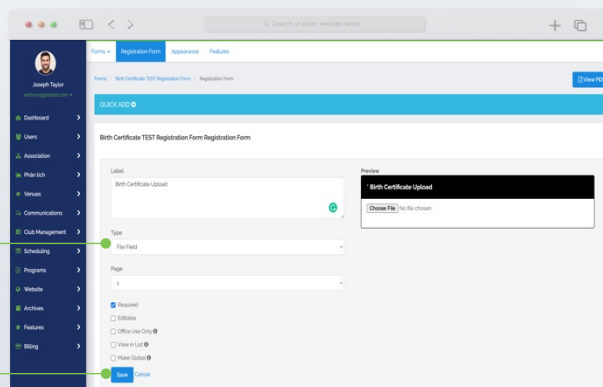 Search or enter website name
Forms
Registration Form
Appearance
Features
Joseph Taylor
Forms / Birth Certificate TEST Registration Form / Registration Form
View PDF
QUICK ADD
Dashboard
Users
Association
Phân tích
Venues
Communications
Club Management
Scheduling
Programs
Website
Archives
Features
Billing
Birth Certificate TEST Registration Form Registration Form
Label
Birth Certificate Upload
Type
File Field
Page
1
Required
Editable
Office Use Only
View in List
Make Global
Save
Cancel
Preview
* Birth Certificate Upload
Choose File No file chosen